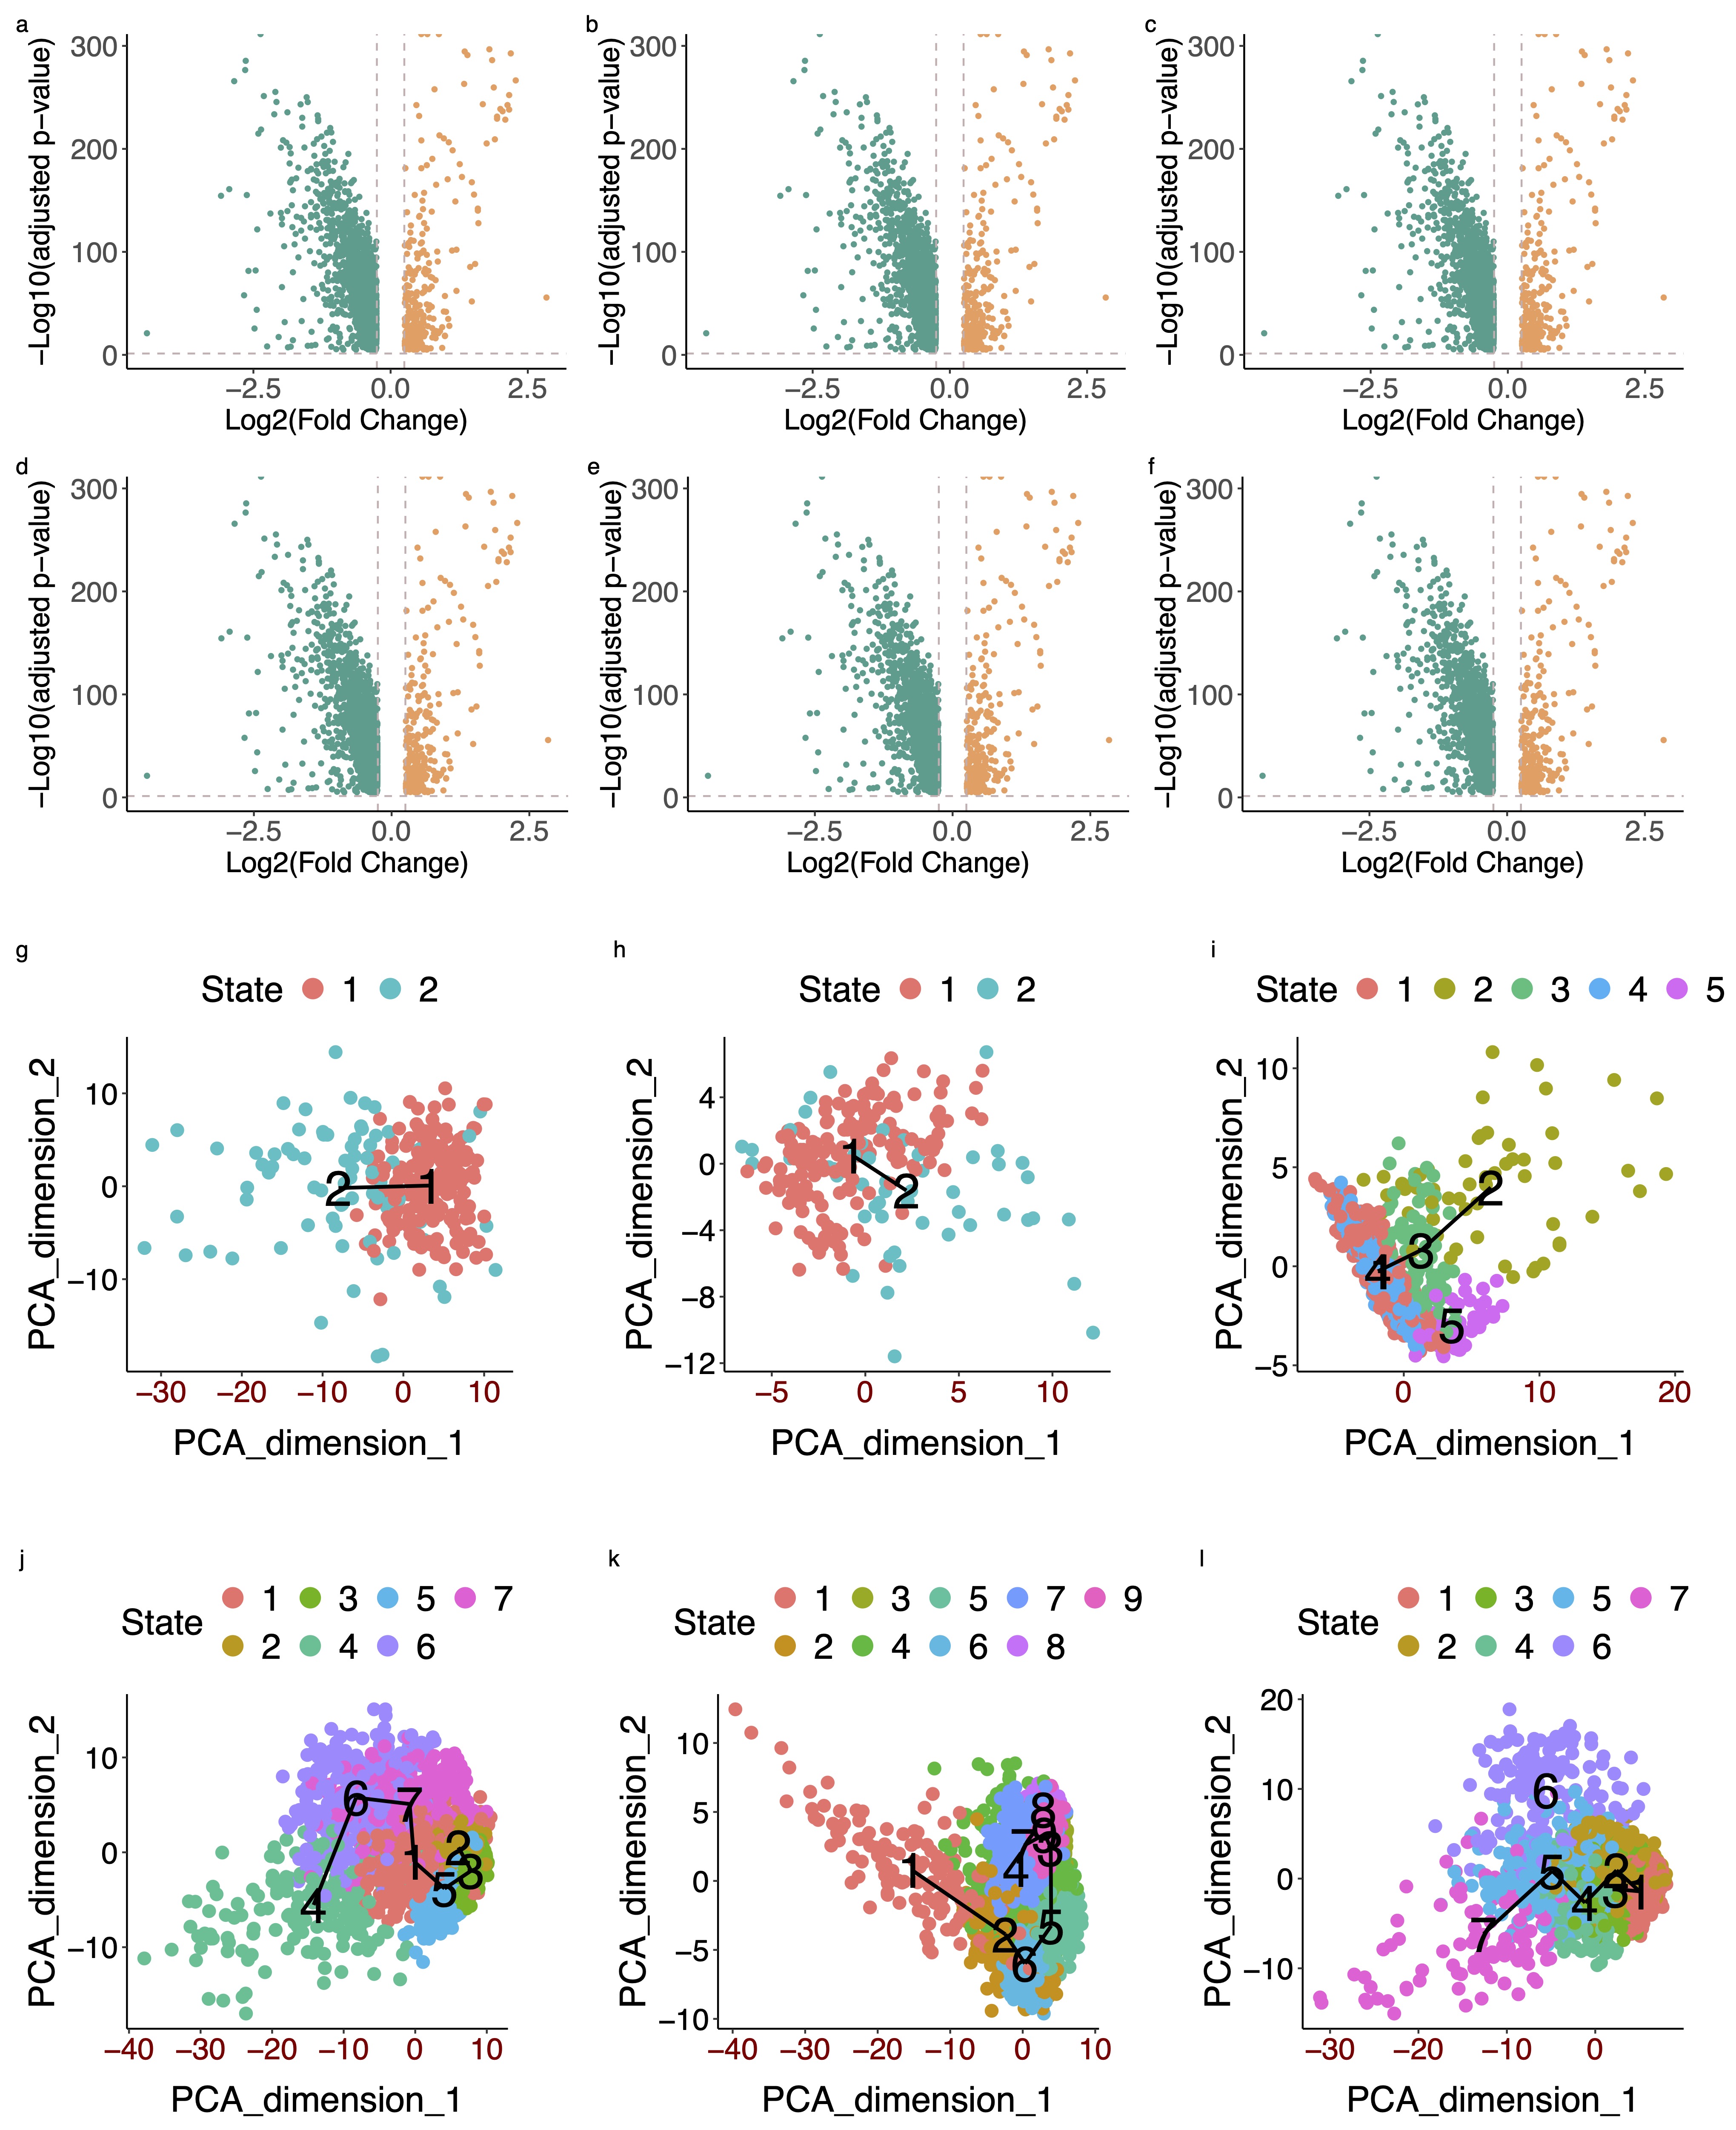 a
b
c
−Log10(adjusted p−value)
300
200
100
0
−2.5
0.0
2.5
Log2(Fold Change)
−Log10(adjusted p−value)
300
200
100
0
−2.5
0.0
2.5
Log2(Fold Change)
−Log10(adjusted p−value)
300
200
100
0
−2.5
0.0
2.5
Log2(Fold Change)
d
e
f
−Log10(adjusted p−value)
300
200
100
0
−2.5
0.0
2.5
Log2(Fold Change)
−Log10(adjusted p−value)
300
200
100
0
−2.5
0.0
2.5
Log2(Fold Change)
−Log10(adjusted p−value)
300
200
100
0
−2.5
0.0
2.5
Log2(Fold Change)
g
State 1 2
PCA_dimension_2
10
0
−10
2 1
−30 −20 −10 0 10
PCA_dimension_1
h
State 1 2
PCA_dimension_2
4
0
−4
−8
−12
1
2
−5 0 5 10
PCA_dimension_1
i
State 1 2 3 4 5
PCA_dimension_2
10
5
0
−5
2
3
4
1
5
0 10 20
PCA_dimension_1
j
State
1 3 5 7
2 4 6
PCA_dimension_2
10
0
−10
6 7
1 2
3
5
4
−40 −30 −20 −10 0 10
PCA_dimension_1
k
State
1 3 5 7 9
2 4 6 8
PCA_dimension_2
10
5
0
−5
−10
8
9
7
3
1
4
5
2
6
−40 −30 −20 −10 0 10
PCA_dimension_1
l
State
1 3 5 7
2 4 6
PCA_dimension_2
20
10
0
−10
6
5 2
3 1
4
7
−30 −20 −10 0
PCA_dimension_1